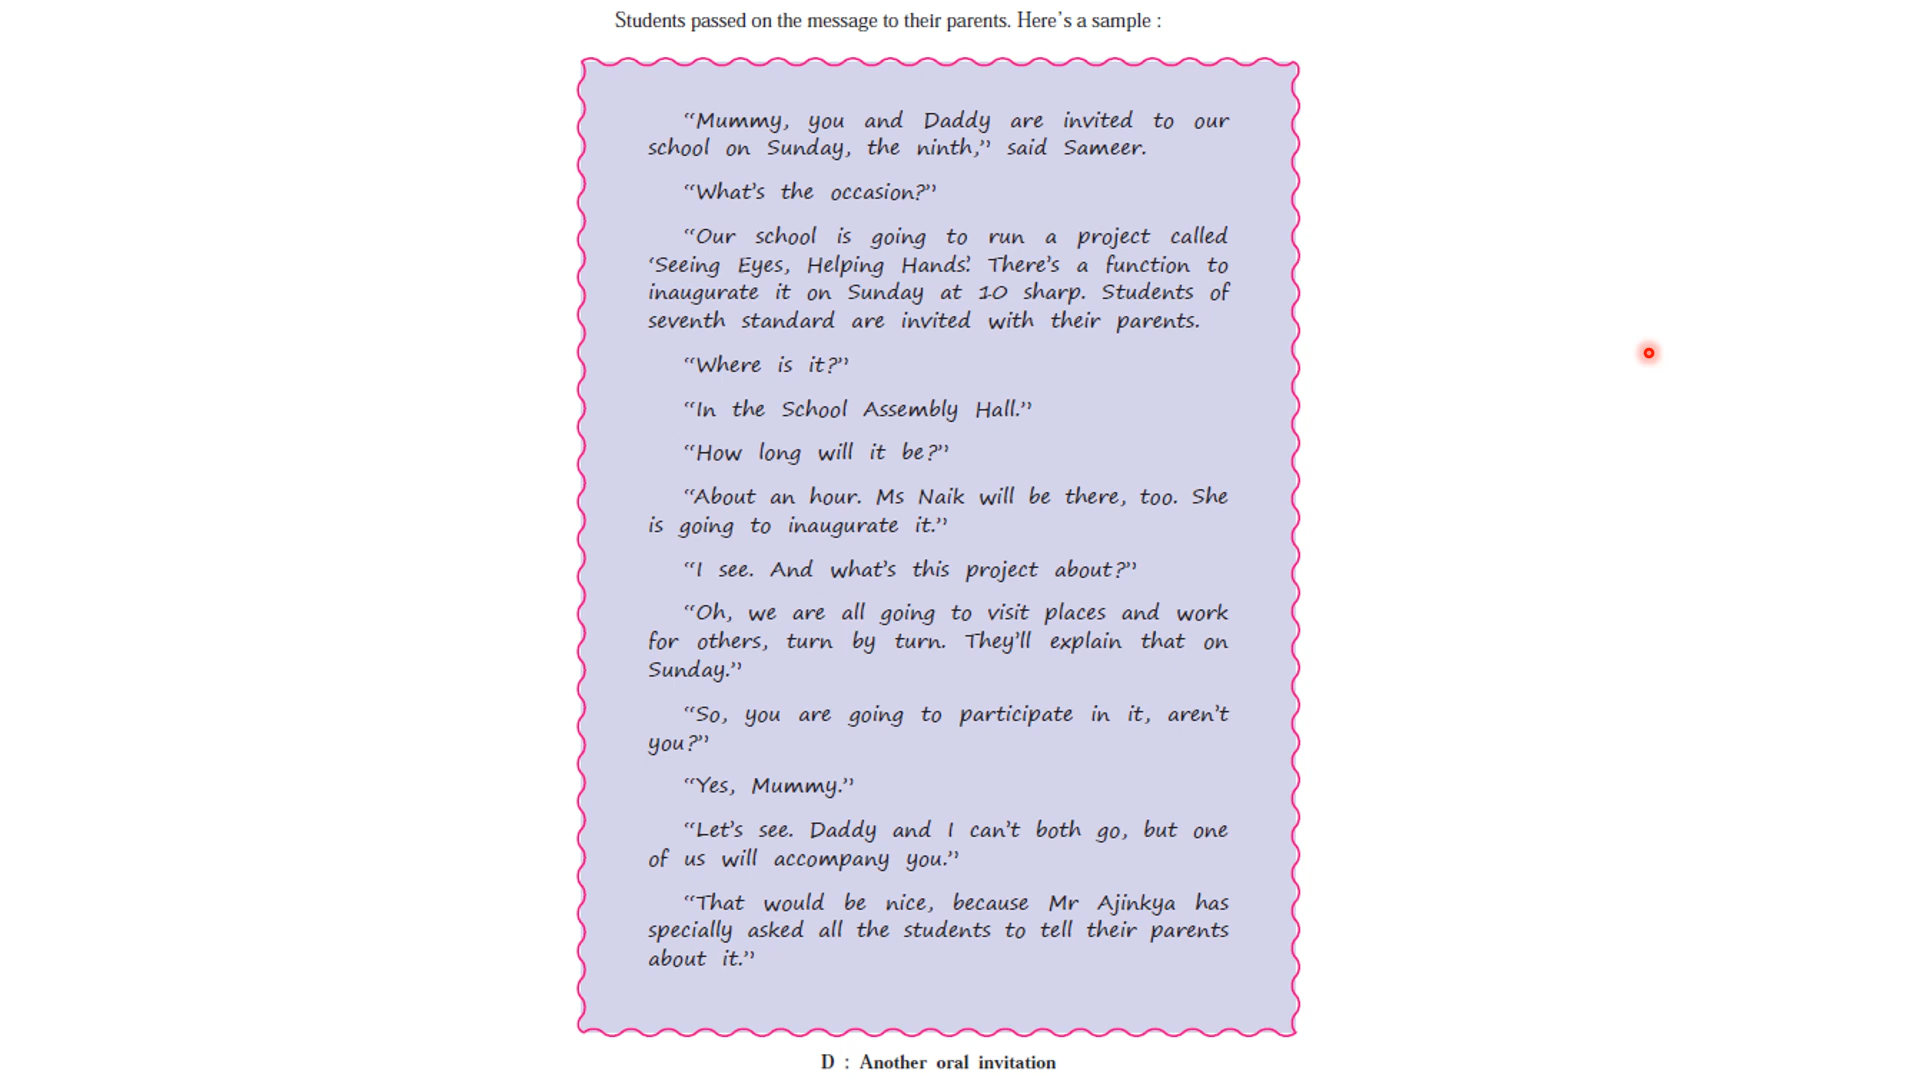 Students passed on the message to their parents. Here's a sample :
“Mummy, you and Daddy are invited to our
school on Sunday, the ninth,” said Sameer.
“What's the occasion?”
“Our school is going to run a project called
‘Seeing Eyes, Helping Hands’. There's a function to
inaugurate it on Sunday at 10 sharp. Students of
seventh standard are invited with their parents.
“Where is it?”
“In the School Assembly Hall.”
“How long will it be?”
“About an hour. Ms Naik will be there, too. She
is going to inaugurate it.”
“I see. And what's this project about?”
“Oh, we are all going to visit places and work
for others, turn by turn. They'll explain that on
Sunday.”
“So, you are going to participate in it, aren't
you?”
“Yes, Mummy.”
“Let's see. Daddy and I can't both go, but one
of us will accompany you.”
“That would be nice, because Mr Ajinkya has
specially asked all the students to tell their parents
about it.”
D : Another oral invitation